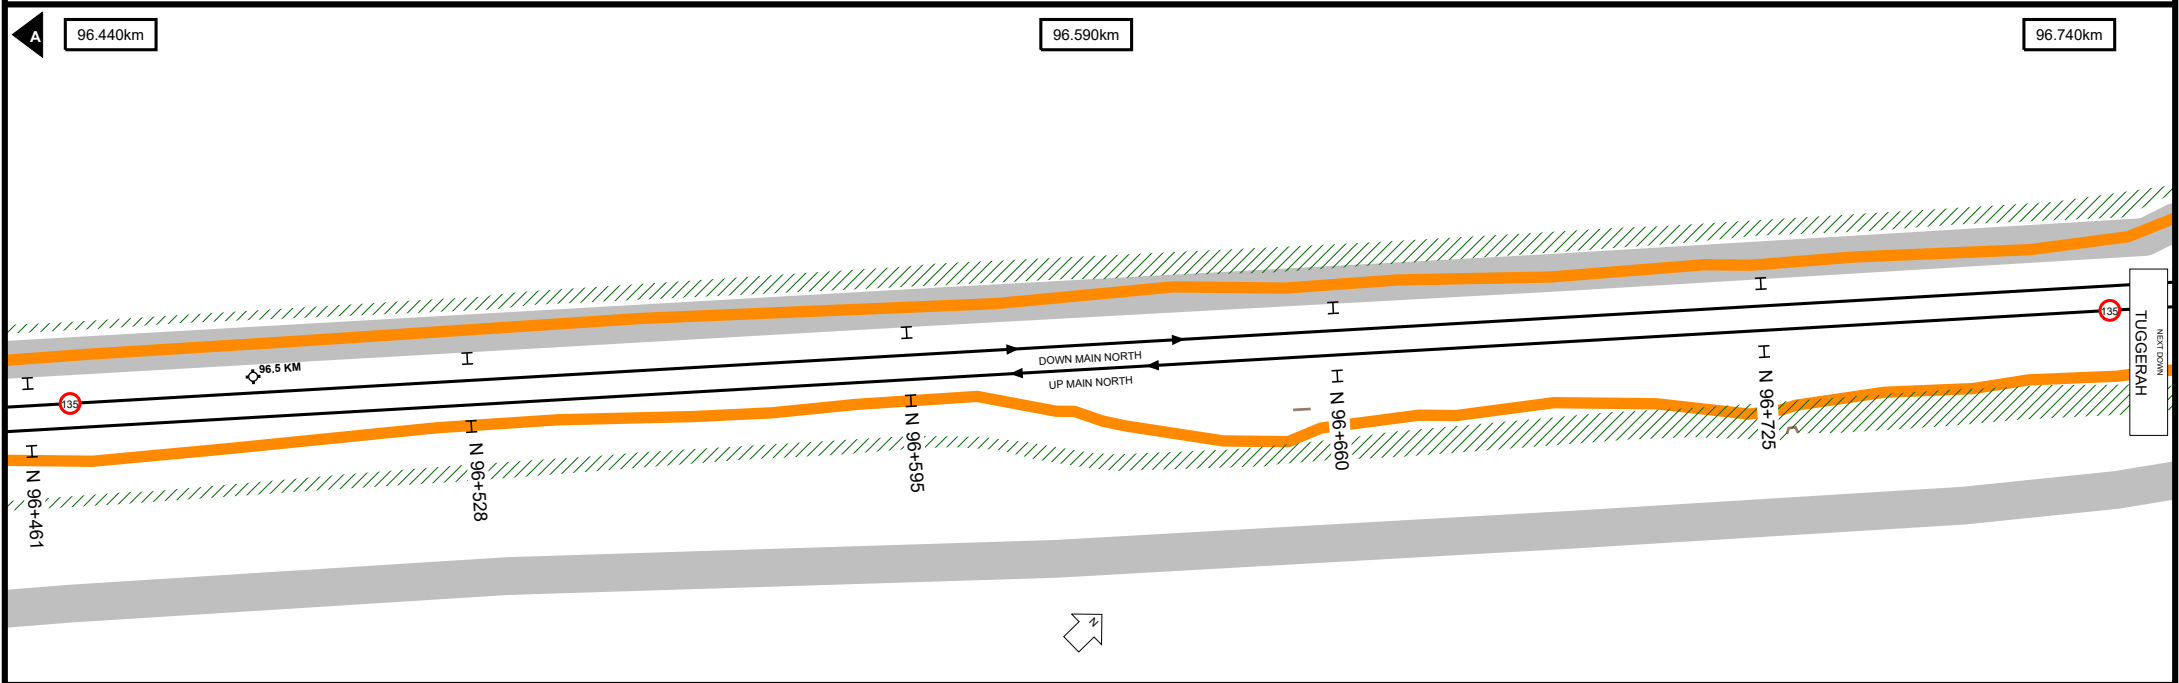 A
96.440km
96.590km
96.740km
96.5 KM
135
DOWN MAIN NORTH
UP MAIN NORTH
135
TUGGERAH
NEXT DOWN
H
H
H
H
H
H N 96+461
H N 96+528
H N 96+595
H N 96+660
H N 96+725
N